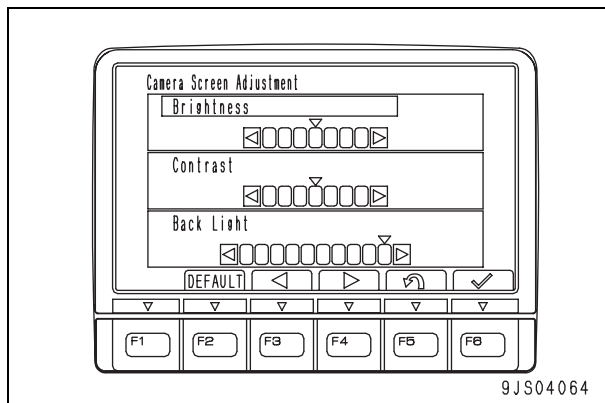 Camera Screen Adjustment
Brightness
Contrast
Back Light
DEFAULT
F1 F2 F3 F4 F5 F6
9JS04064